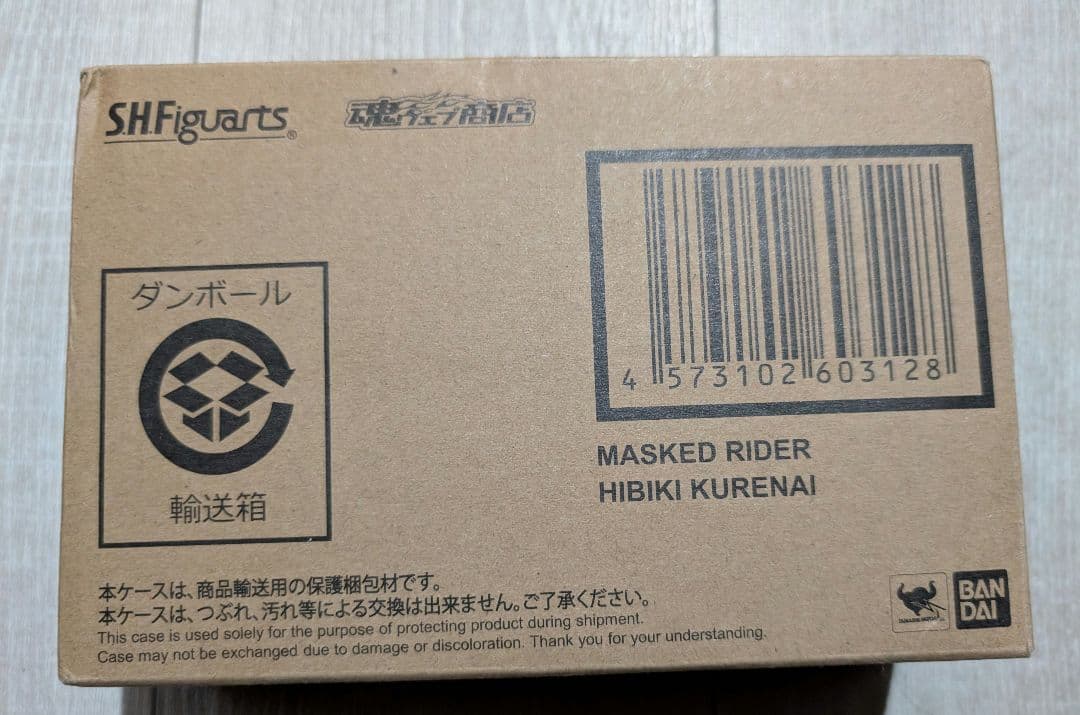 S.H.Figuarts®
魂ウェブ商店
4 573102 603128
MASKED RIDER
HIBIKI KURENAI
ダンボール
輸送箱
本ケースは、商品輸送用の保護梱包材です。
本ケースは、つぶれ、汚れ等による交換は出来ません。ご了承ください。
This case is used solely for the purpose of protecting product during shipment.
Case may not be exchanged due to damage or discoloration. Thank you for your understanding.
BAN
DAI